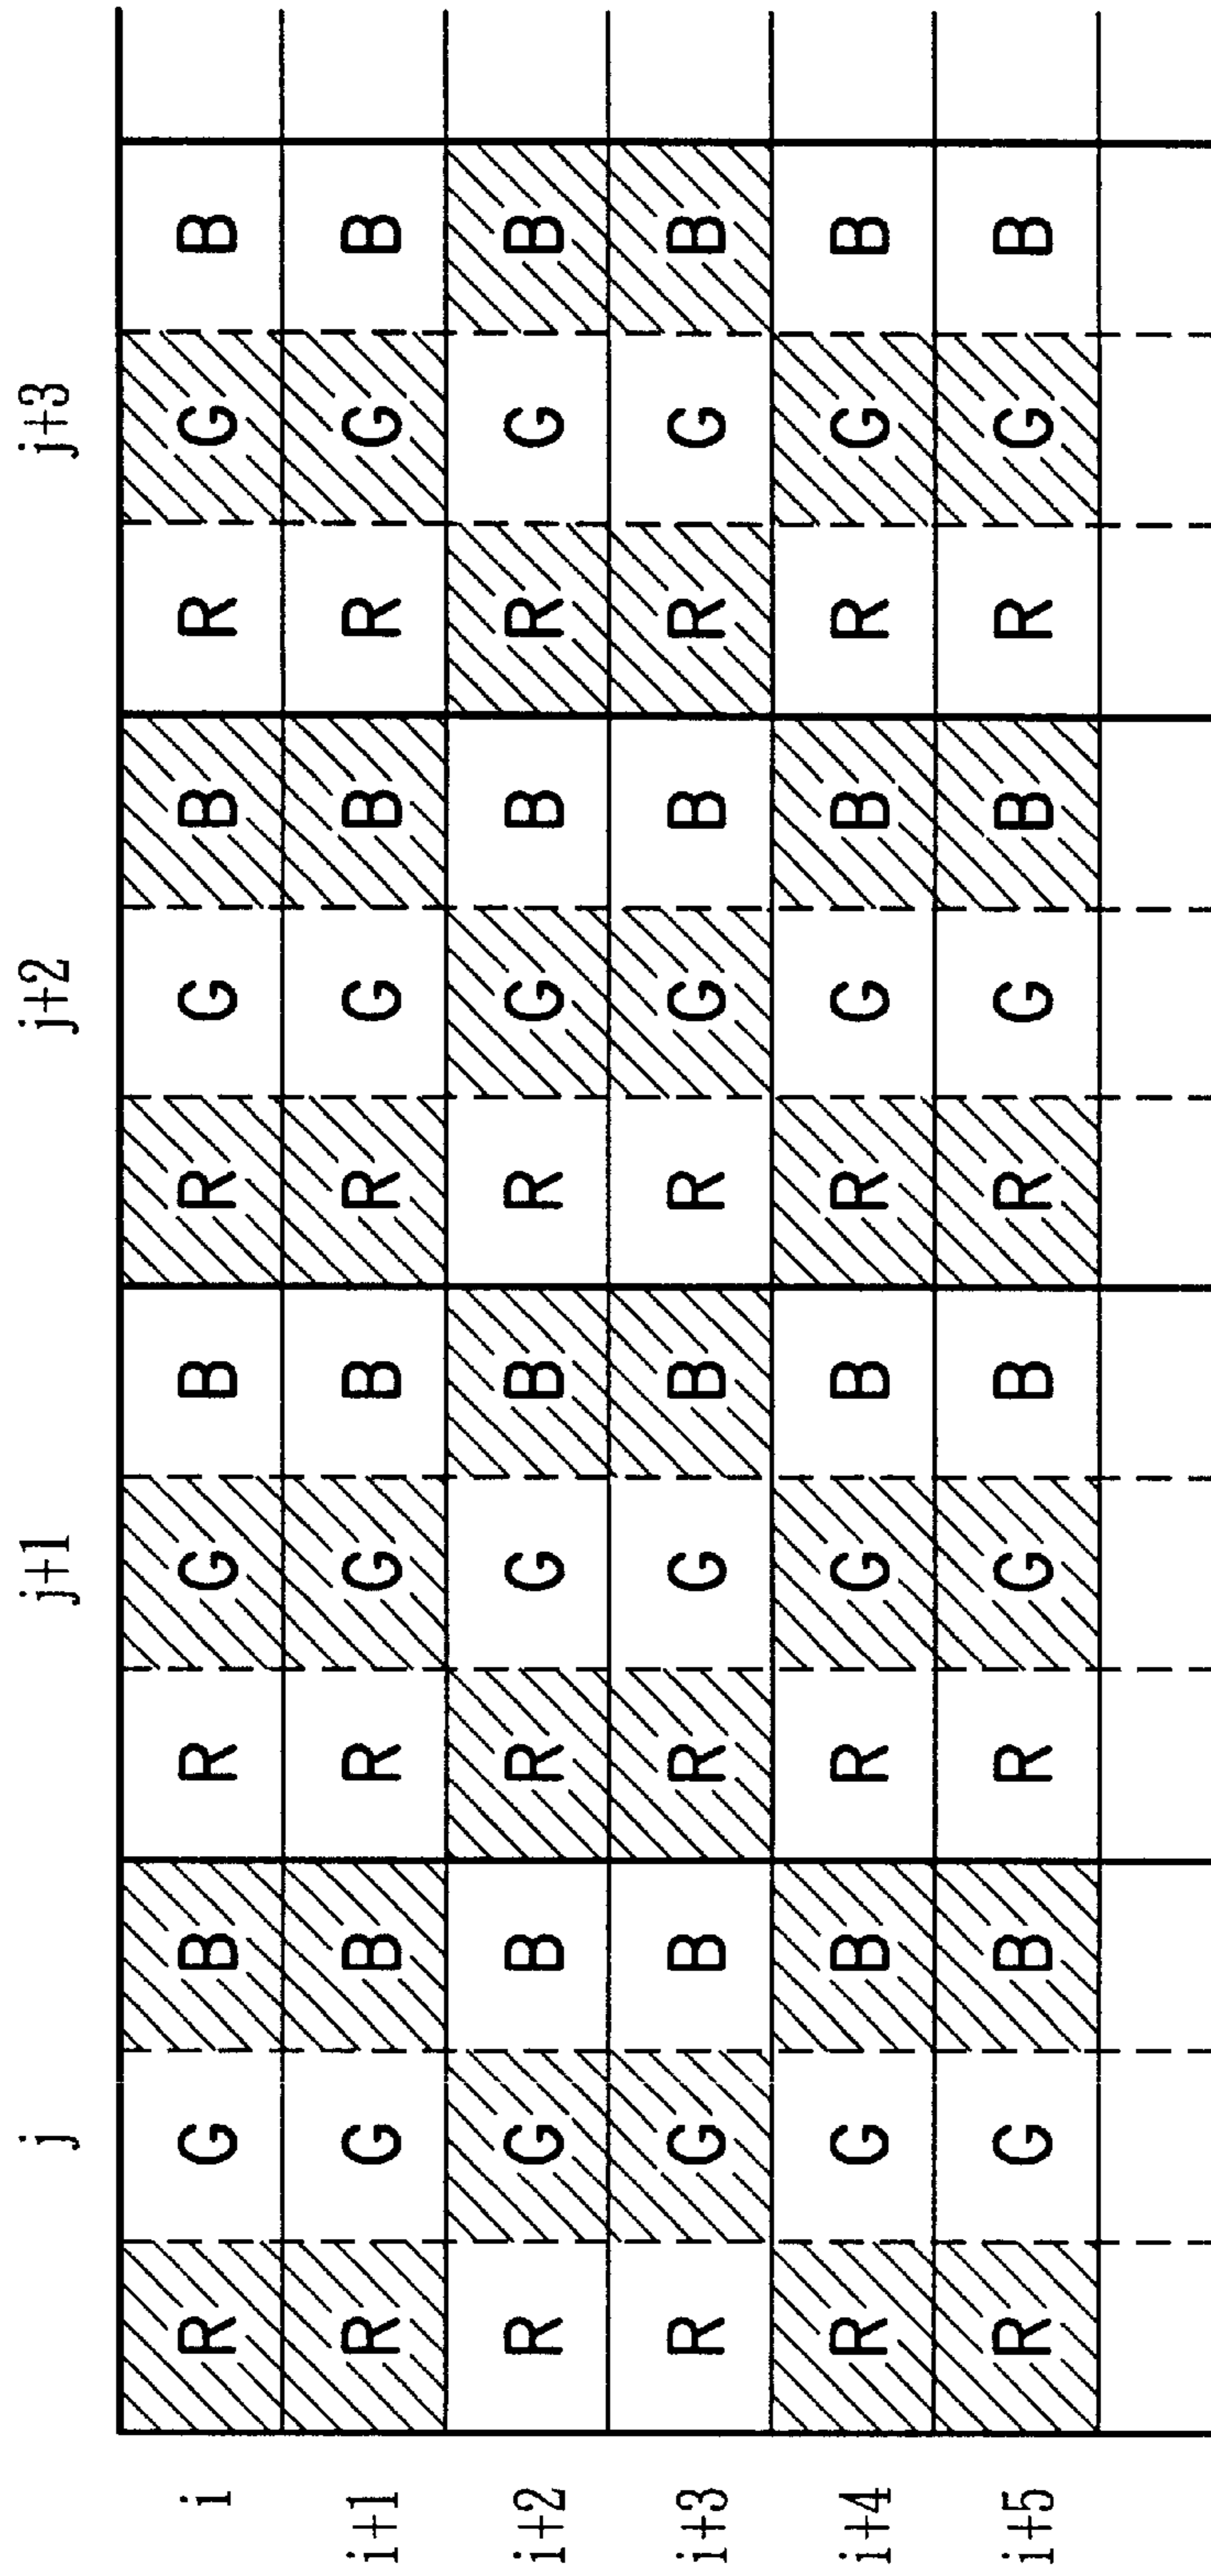 j j+1 j+2 j+3
i R G B R G B R G B R G B
i+1 R G B R G B R G B R G B
i+2 R G B R G B R G B R G B
i+3 R G B R G B R G B R G B
i+4 R G B R G B R G B R G B
i+5 R G B R G B R G B R G B